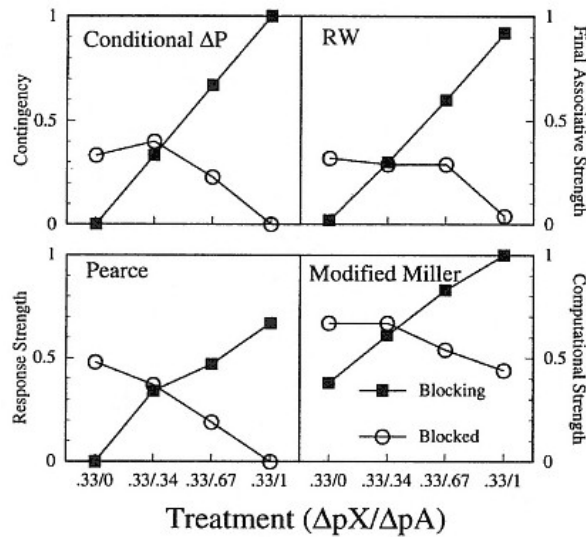 Conditional ΔP
RW
Contingency
Final Associative Strength
1
0.5
0
1
0.5
0
Pearce
Modified Miller
Response Strength
Computational Strength
1
0.5
0
1
0.5
0
Blocking
Blocked
.33/0 .33/.34 .33/.67 .33/1 .33/0 .33/.34 .33/.67 .33/1
Treatment (ΔpX/ΔpA)